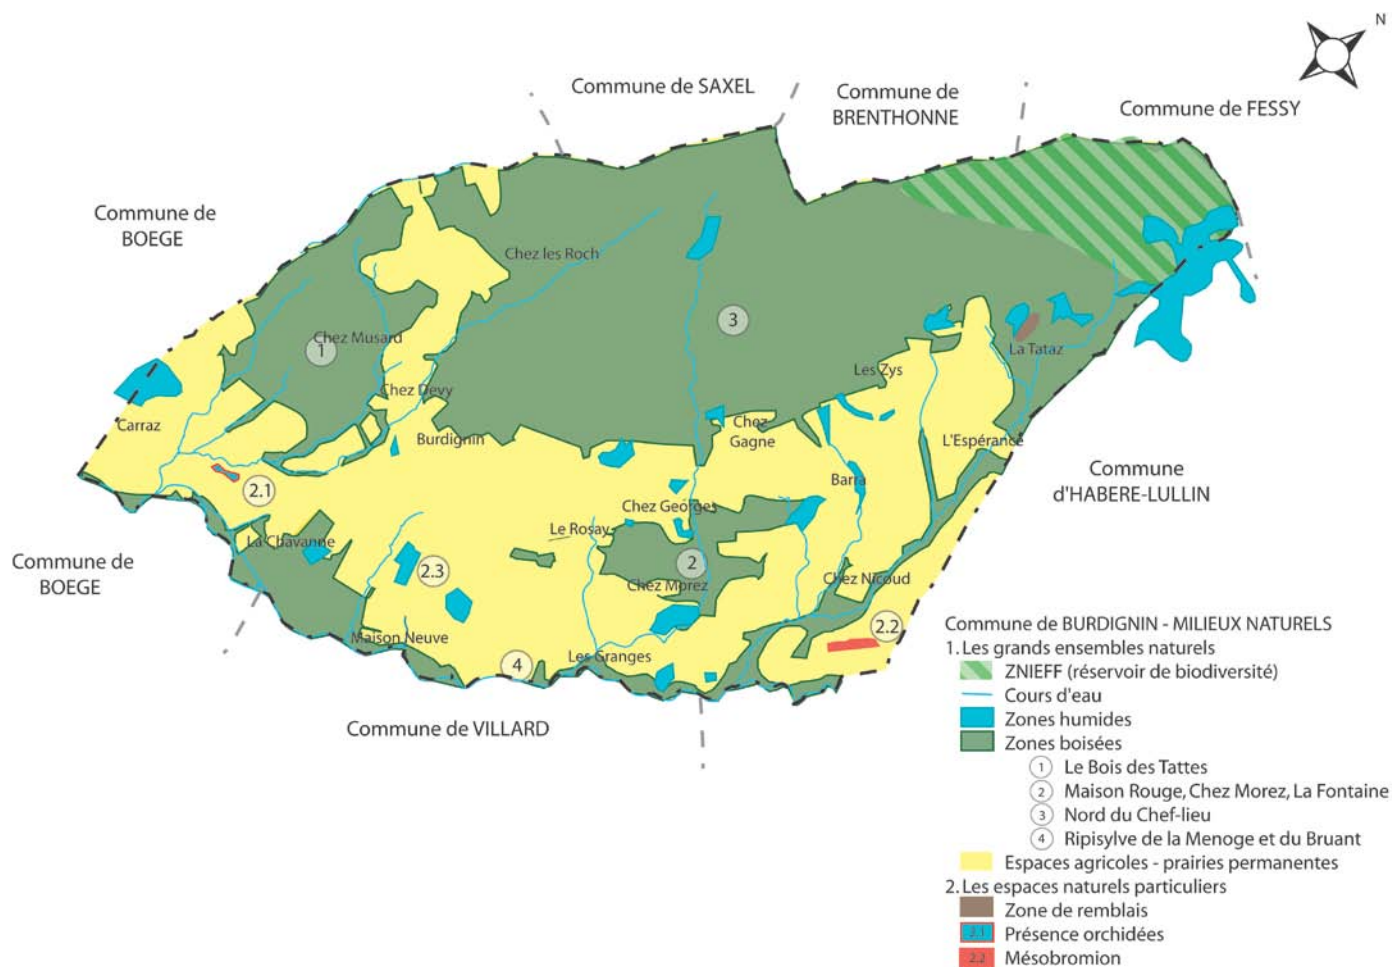 N
Commune de SAXEL
Commune de
BRENTHONNE
Commune de FESSY
Commune de
BOEGE
Chez les Roch
3
Chez Musard
1
La Tataz
Les Zys
Chez Devy
Carraz
Burdignin
Chez
Gagne
L'Espérance
Commune
d'HABERE-LULLIN
2.1
Barra
Chez Georges
Le Rosay
La Chavanne
Commune de
BOEGE
2.3
2
Chez Morez
Chez Nicoud
2.2
Maison Neuve
4
Les Granges
Commune de VILLARD
Commune de BURDIGNIN - MILIEUX NATURELS
1. Les grands ensembles naturels
ZNIEFF (réservoir de biodiversité)
Cours d'eau
Zones humides
Zones boisées
1 Le Bois des Tattes
2 Maison Rouge, Chez Morez, La Fontaine
3 Nord du Chef-lieu
4 Ripisylve de la Menoge et du Bruant
Espaces agricoles - prairies permanentes
2. Les espaces naturels particuliers
Zone de remblais
2.1 Présence orchidées
2.2 Mésobromion